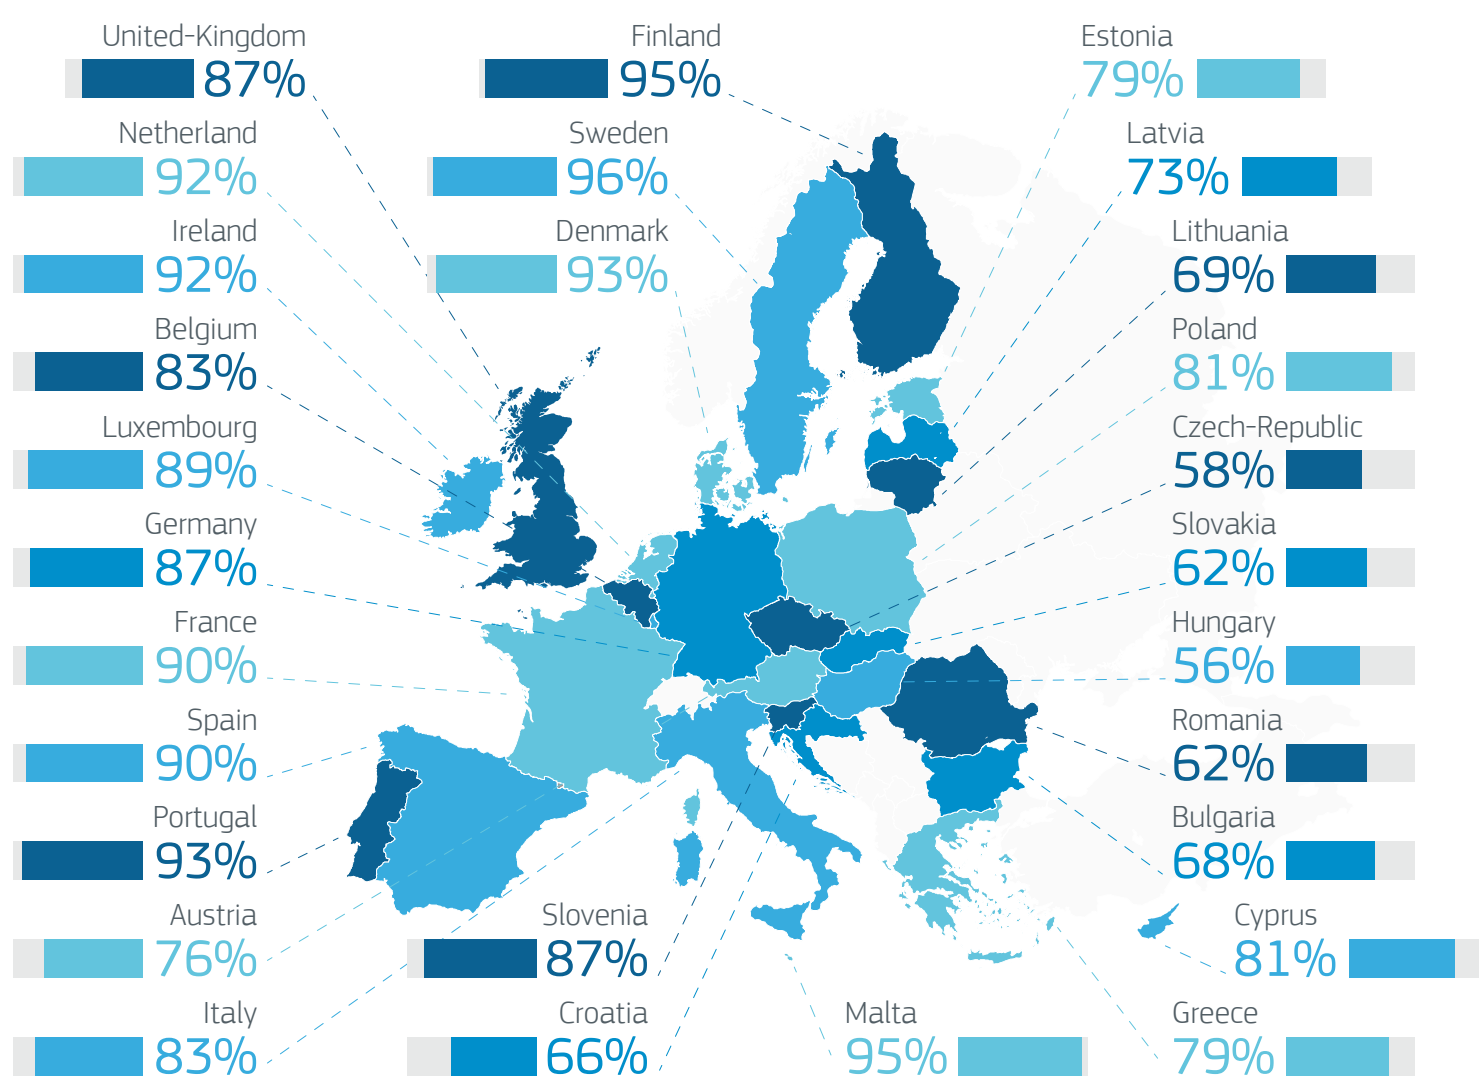 United-Kingdom
87%
Finland
95%
Estonia
79%
Netherland
92%
Sweden
96%
Latvia
73%
Ireland
92%
Denmark
93%
Lithuania
69%
Belgium
83%
Poland
81%
Luxembourg
89%
Czech-Republic
58%
Germany
87%
Slovakia
62%
France
90%
Hungary
56%
Spain
90%
Romania
62%
Portugal
93%
Bulgaria
68%
Austria
76%
Slovenia
87%
Cyprus
81%
Italy
83%
Croatia
66%
Malta
95%
Greece
79%